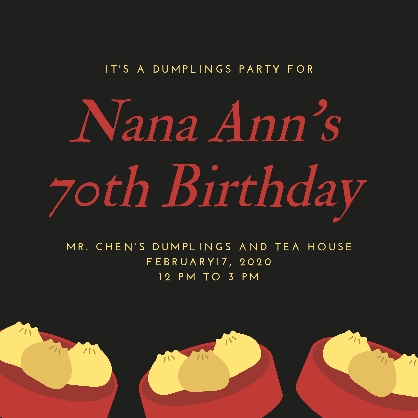 IT'S A DUMPLINGS PARTY FOR
Nana Ann's
70th Birthday
MR. CHEN'S DUMPLINGS AND TEA HOUSE
FEBRUARY17, 2020
12 PM TO 3 PM